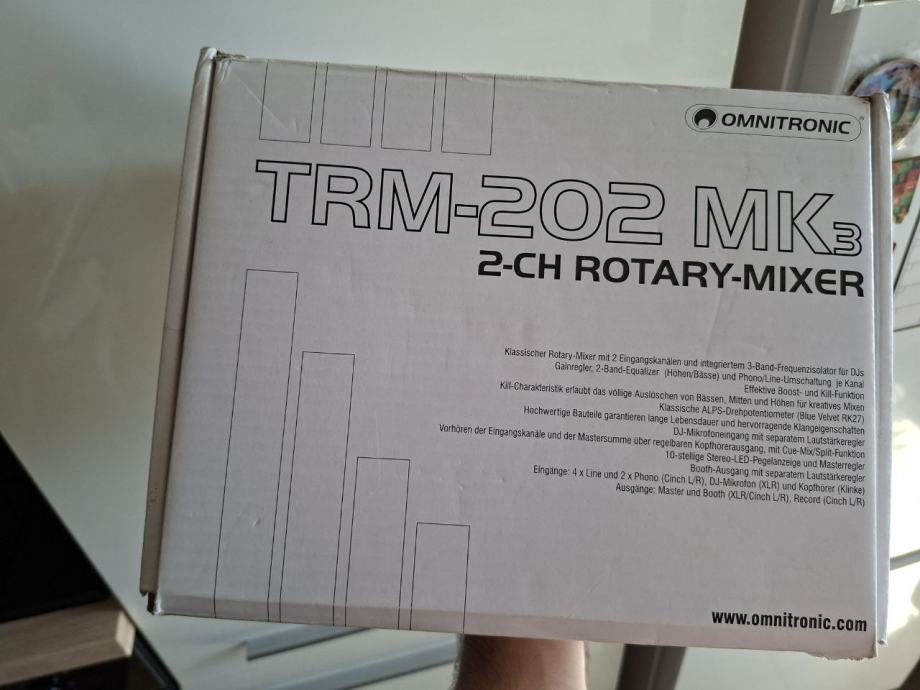 OMNITRONIC
TRM-202 MK3
2-CH ROTARY-MIXER
Klassischer Rotary-Mixer mit 2 Eingangskanälen und integriertem 3-Band-Frequenzisolator für DJs
Gainregler, 2-Band-Equalizer (Höhen/Bässe) und Phono/Line-Umschaltung je Kanal
Effektive Boost- und Kill-Funktion
Kill-Charakteristik erlaubt das völlige Auslöschen von Bässen, Mitten und Höhen für kreatives Mixen
Klassische ALPS-Drehpotentiometer (Blue Velvet RK27)
Hochwertige Bauteile garantieren lange Lebensdauer und hervorragende Klangeigenschaften
DJ-Mikrofoneingang mit separatem Lautstärkeregler
Vorhören der Eingangskanäle und der Mastersumme über regelbaren Kopfhörerausgang, mit Cue-Mix/Split-Funktion
10-stellige Stereo-LED-Pegelanzeige und Masterregler
Booth-Ausgang mit separatem Lautstärkeregler
Eingänge: 4 x Line und 2 x Phono (Cinch L/R), DJ-Mikrofon (XLR) und Kopfhörer (Klinke)
Ausgänge: Master und Booth (XLR/Cinch L/R), Record (Cinch L/R)
www.omnitronic.com